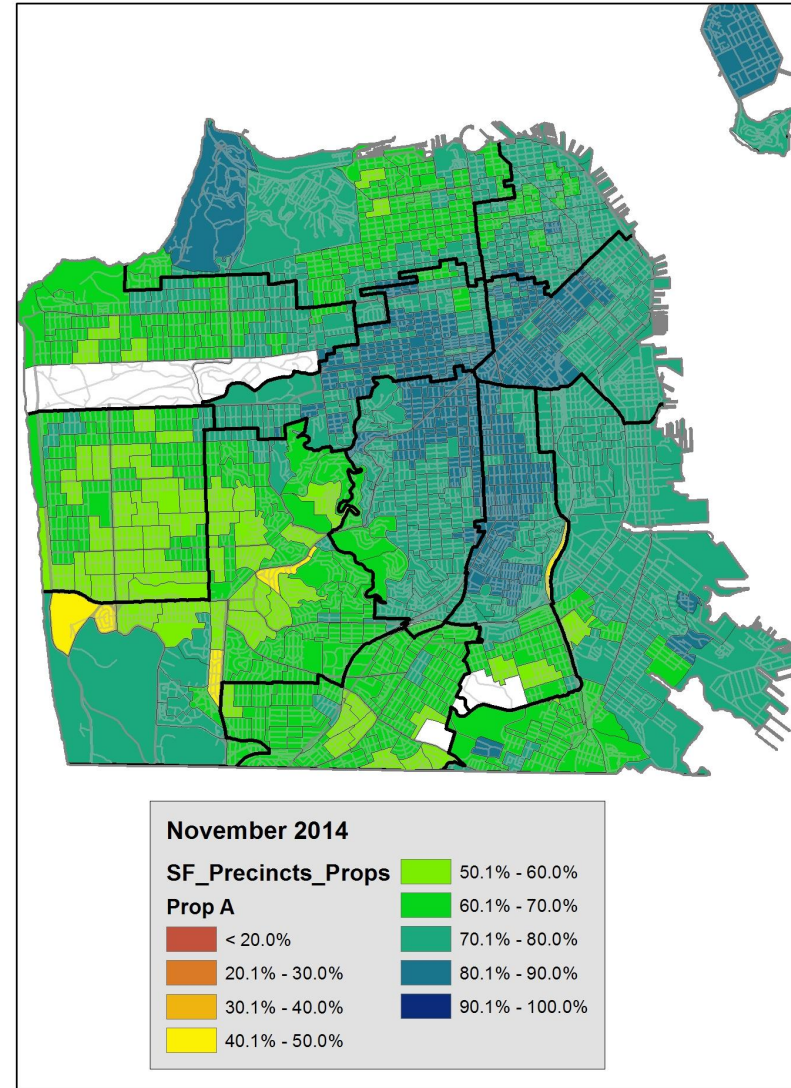 November 2014
SF_Precincts_Props
Prop A
< 20.0%
20.1% - 30.0%
30.1% - 40.0%
40.1% - 50.0%
50.1% - 60.0%
60.1% - 70.0%
70.1% - 80.0%
80.1% - 90.0%
90.1% - 100.0%